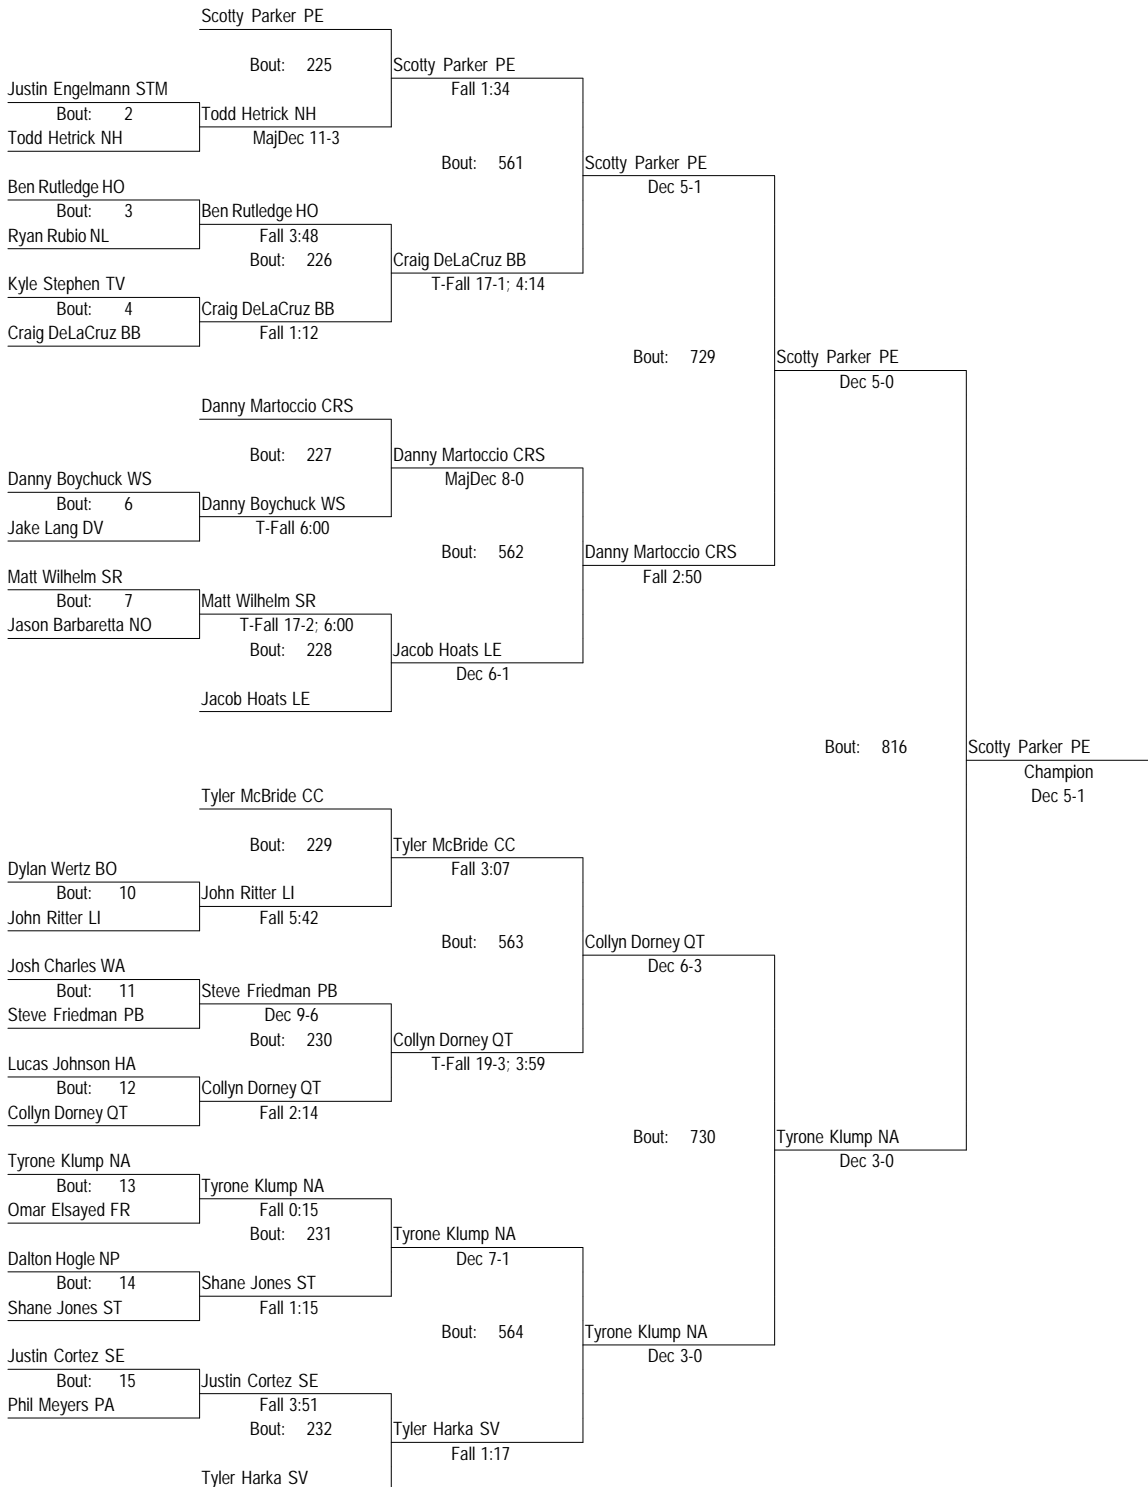 Scotty Parker PE
Bout: 225
Scotty Parker PE
Fall 1:34
Justin Engelmann STM
Bout: 2
Todd Hetrick NH
Todd Hetrick NH
MajDec 11-3
Bout: 561
Scotty Parker PE
Dec 5-1
Ben Rutledge HO
Bout: 3
Ryan Rubio NL
Ben Rutledge HO
Fall 3:48
Bout: 226
Craig DeLaCruz BB
T-Fall 17-1; 4:14
Kyle Stephen TV
Bout: 4
Craig DeLaCruz BB
Craig DeLaCruz BB
Fall 1:12
Bout: 729
Scotty Parker PE
Dec 5-0
Danny Martoccio CRS
Bout: 227
Danny Martoccio CRS
MajDec 8-0
Danny Boychuck WS
Bout: 6
Jake Lang DV
Danny Boychuck WS
T-Fall 6:00
Bout: 562
Danny Martoccio CRS
Fall 2:50
Matt Wilhelm SR
Bout: 7
Jason Barbaretta NO
Matt Wilhelm SR
T-Fall 17-2; 6:00
Bout: 228
Jacob Hoats LE
Dec 6-1
Jacob Hoats LE
Bout: 816
Scotty Parker PE
Champion
Dec 5-1
Tyler McBride CC
Bout: 229
Tyler McBride CC
Fall 3:07
Dylan Wertz BO
Bout: 10
John Ritter LI
John Ritter LI
Fall 5:42
Bout: 563
Collyn Dorney QT
Dec 6-3
Josh Charles WA
Bout: 11
Steve Friedman PB
Steve Friedman PB
Dec 9-6
Bout: 230
Collyn Dorney QT
T-Fall 19-3; 3:59
Lucas Johnson HA
Bout: 12
Collyn Dorney QT
Collyn Dorney QT
Fall 2:14
Bout: 730
Tyrone Klump NA
Dec 3-0
Tyrone Klump NA
Bout: 13
Omar Elsayed FR
Tyrone Klump NA
Fall 0:15
Bout: 231
Tyrone Klump NA
Dec 7-1
Dalton Hogle NP
Bout: 14
Shane Jones ST
Shane Jones ST
Fall 1:15
Bout: 564
Tyrone Klump NA
Dec 3-0
Justin Cortez SE
Bout: 15
Phil Meyers PA
Justin Cortez SE
Fall 3:51
Bout: 232
Tyler Harka SV
Fall 1:17
Tyler Harka SV